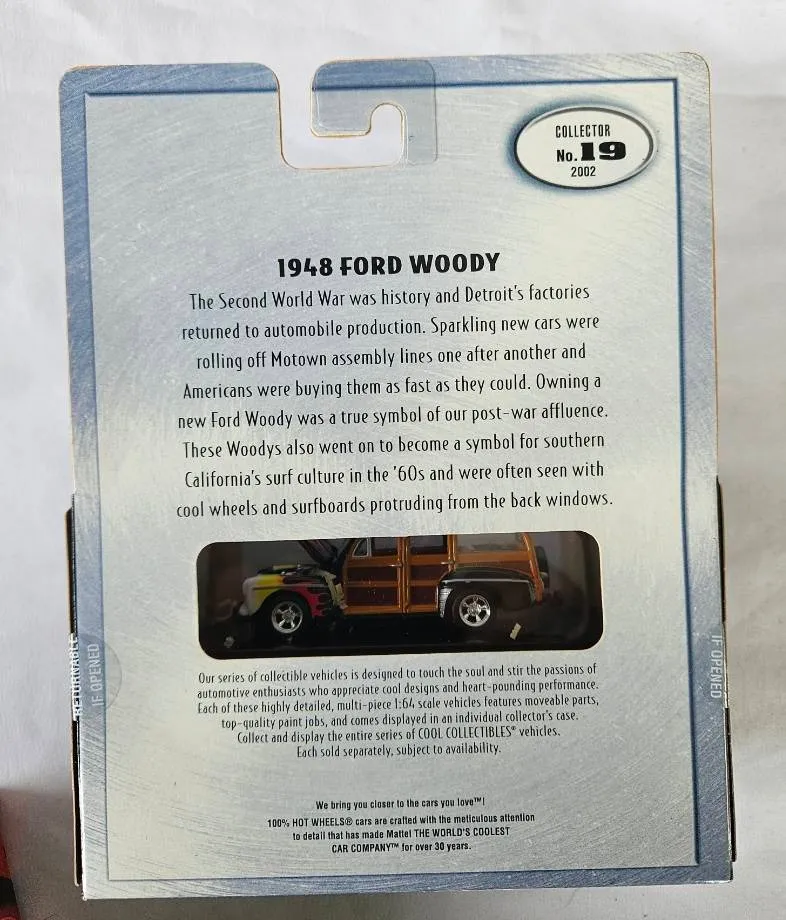 COLLECTOR
No. 19
2002
1948 FORD WOODY
The Second World War was history and Detroit's factories
returned to automobile production. Sparkling new cars were
rolling off Motown assembly lines one after another and
Americans were buying them as fast as they could. Owning a
new Ford Woody was a true symbol of our post-war affluence.
These Woodys also went on to become a symbol for southern
California's surf culture in the '60s and were often seen with
cool wheels and surfboards protruding from the back windows.
RETURNABLE
IF OPENED
IF OPENED
Our series of collectible vehicles is designed to touch the soul and stir the passions of
automotive enthusiasts who appreciate cool designs and heart-pounding performance.
Each of these highly detailed, multi-piece 1:64 scale vehicles features moveable parts,
top-quality paint jobs, and comes displayed in an individual collector's case.
Collect and display the entire series of COOL COLLECTIBLES® vehicles.
Each sold separately, subject to availability.
We bring you closer to the cars you love™!
100% HOT WHEELS® cars are crafted with the meticulous attention
to detail that has made Mattel THE WORLD'S COOLEST
CAR COMPANY™ for over 30 years.